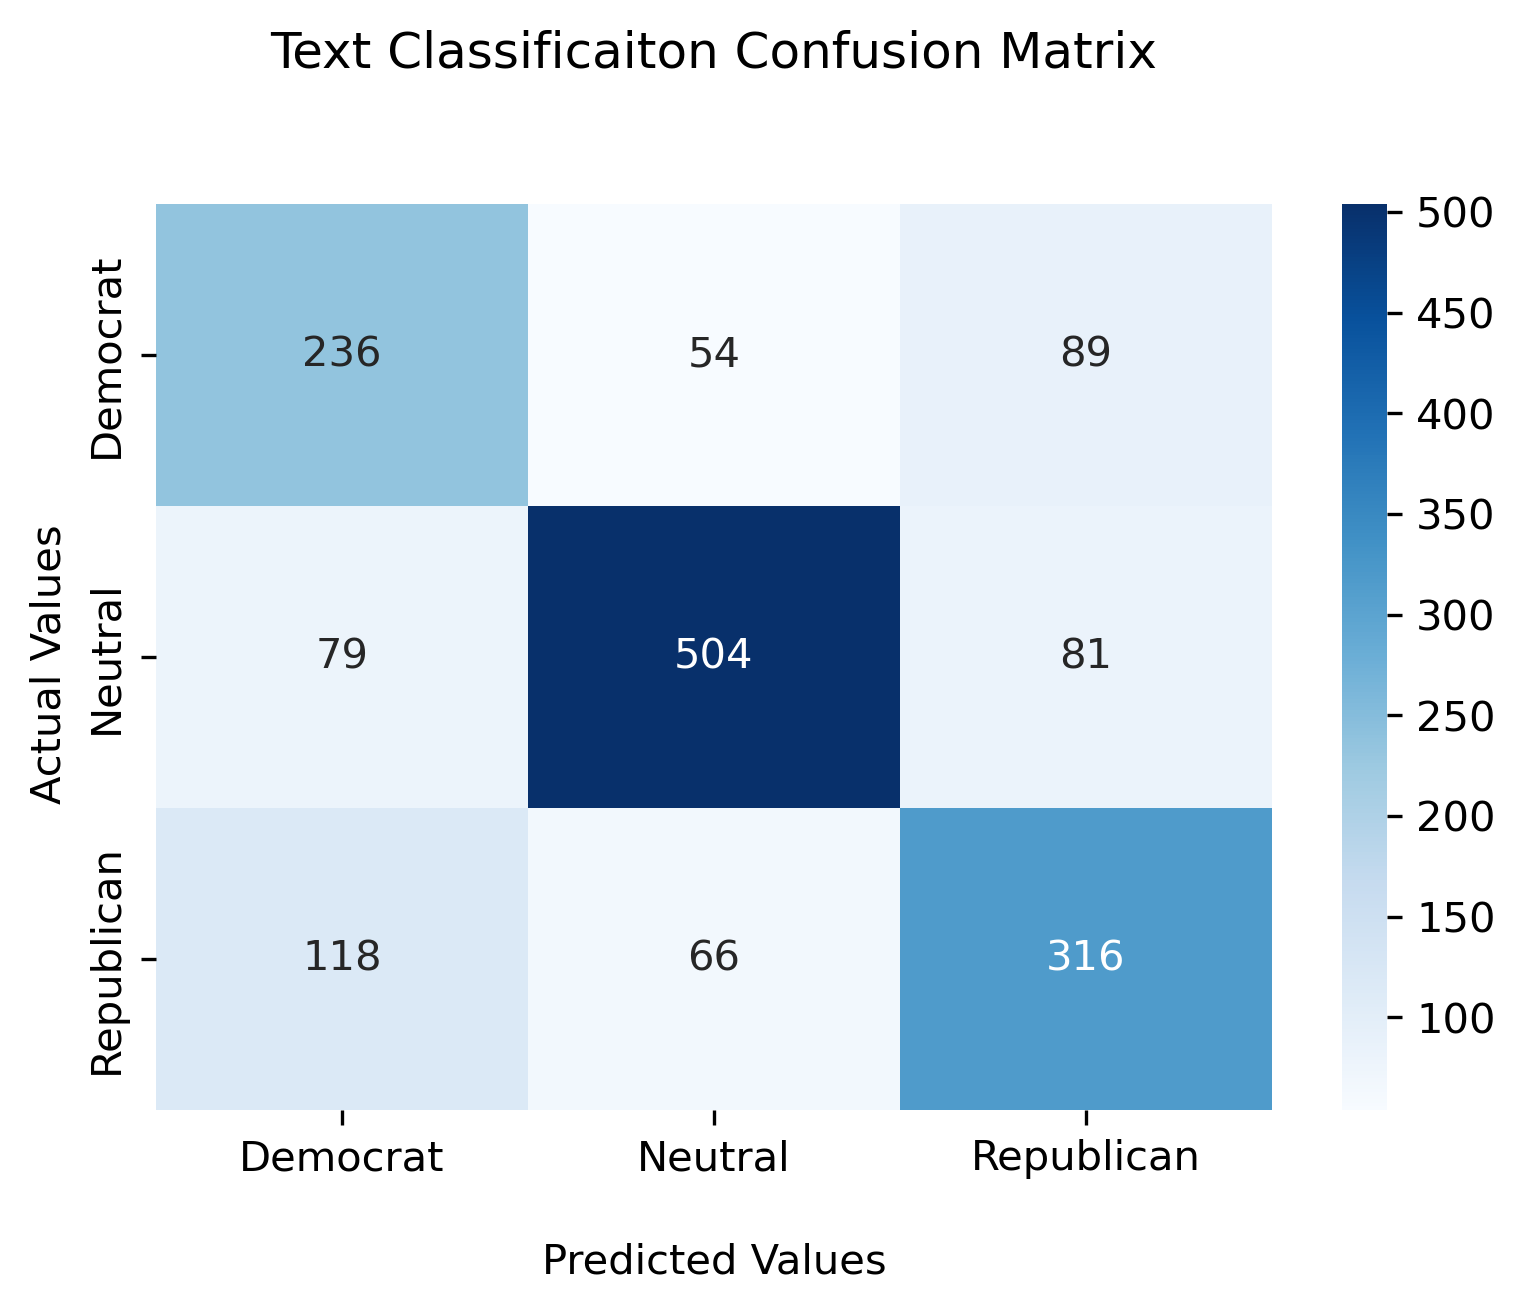 Text Classificaiton Confusion Matrix
Actual Values
Democrat
Neutral
Republican
236 54 89
79 504 81
118 66 316
Democrat Neutral Republican
Predicted Values
500
450
400
350
300
250
200
150
100